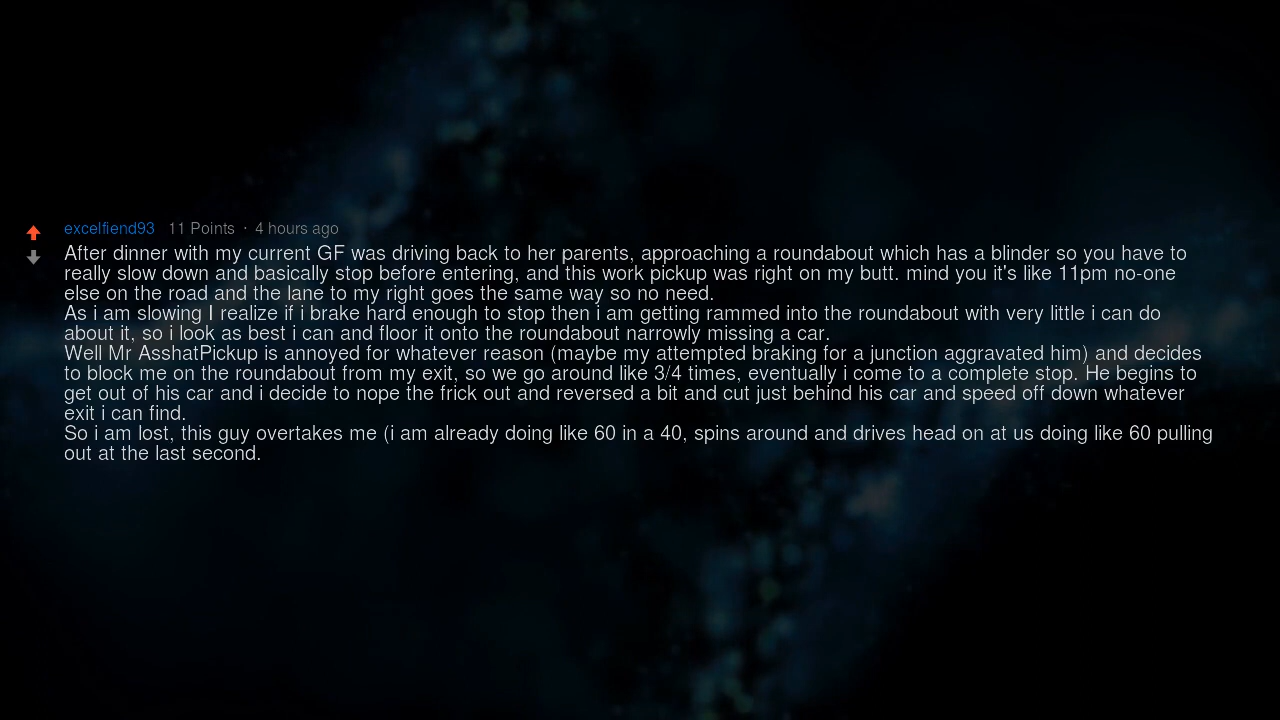 excelfiend93 11 Points · 4 hours ago
After dinner with my current GF was driving back to her parents, approaching a roundabout which has a blinder so you have to
really slow down and basically stop before entering, and this work pickup was right on my butt. mind you it's like 11pm no-one
else on the road and the lane to my right goes the same way so no need.
As i am slowing I realize if i brake hard enough to stop then i am getting rammed into the roundabout with very little i can do
about it, so i look as best i can and floor it onto the roundabout narrowly missing a car.
Well Mr AsshatPickup is annoyed for whatever reason (maybe my attempted braking for a junction aggravated him) and decides
to block me on the roundabout from my exit, so we go around like 3/4 times, eventually i come to a complete stop. He begins to
get out of his car and i decide to nope the frick out and reversed a bit and cut just behind his car and speed off down whatever
exit i can find.
So i am lost, this guy overtakes me (i am already doing like 60 in a 40, spins around and drives head on at us doing like 60 pulling
out at the last second.